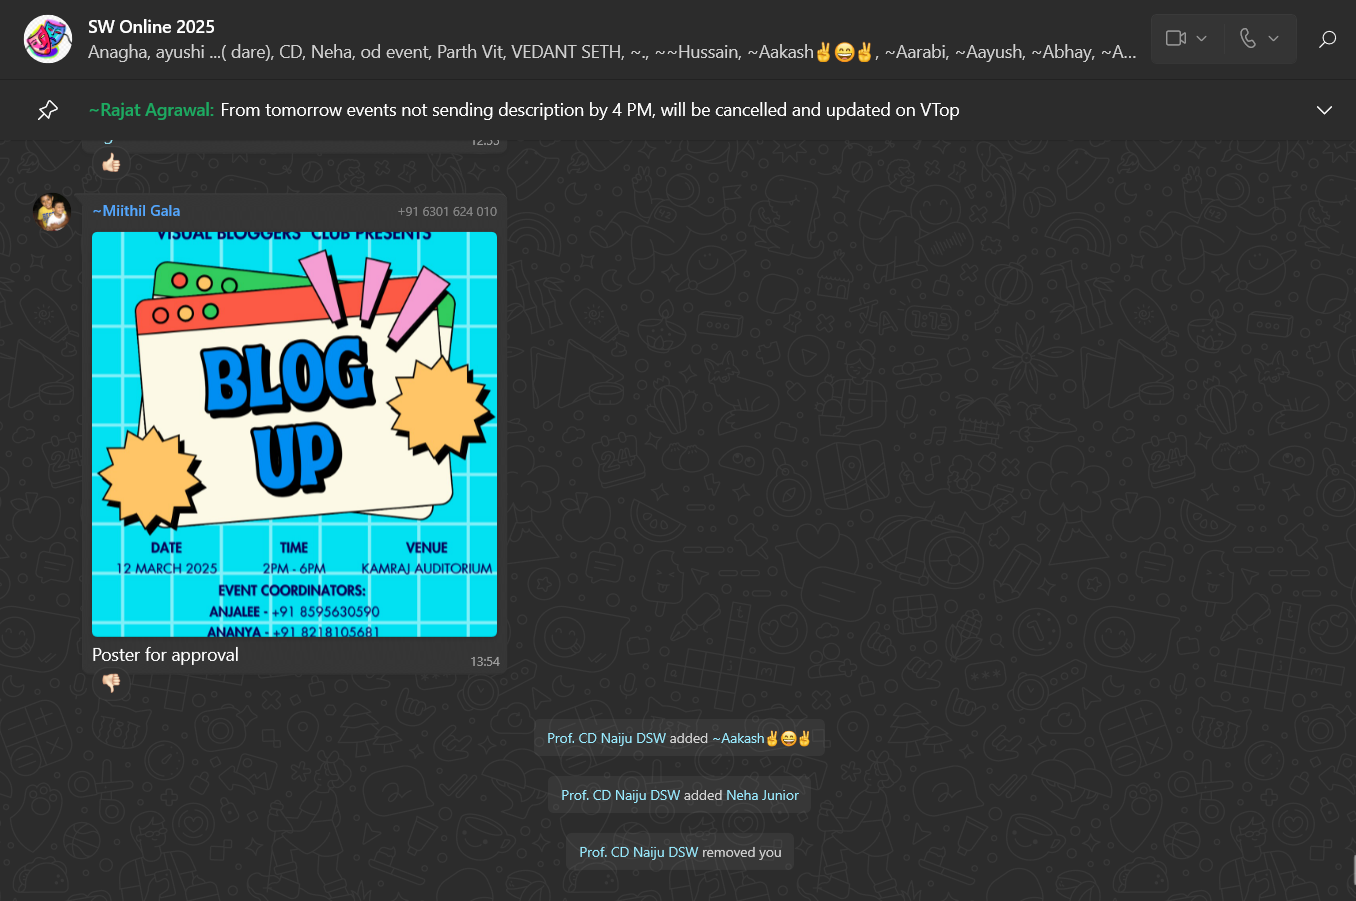 SW Online 2025
Anagha, ayushi ...( dare), CD, Neha, od event, Parth Vit, VEDANT SETH, ~., ~~Hussain, ~Aakash✌😄✌, ~Aarabi, ~Aayush, ~Abhay, ~A...
~Rajat Agrawal: From tomorrow events not sending description by 4 PM, will be cancelled and updated on VTop
~Miithil Gala +91 6301 624 010
VISUAL BLOGGERS' CLUB PRESENTS
BLOG
UP
DATE TIME VENUE
12 MARCH 2025 2PM - 6PM KAMRAJ AUDITORIUM
EVENT COORDINATORS:
ANJALEE - +91 8595630590
ANANYA - +91 8218105681
Poster for approval
13:54
Prof. CD Naiju DSW added ~Aakash✌😄✌
Prof. CD Naiju DSW added Neha Junior
Prof. CD Naiju DSW removed you